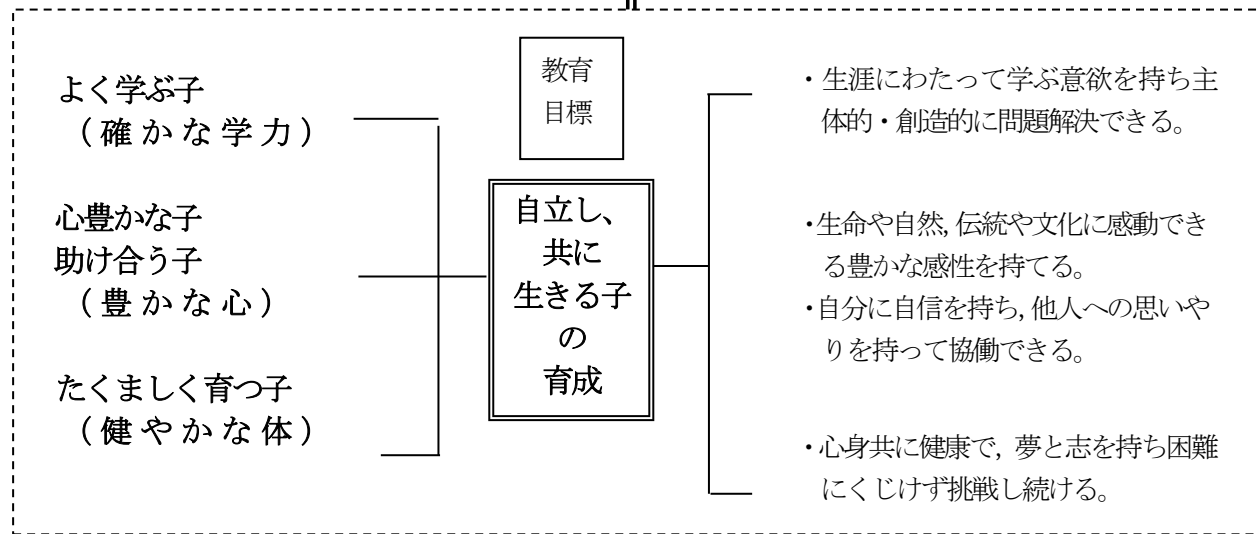 よく学ぶ子
（確かな学力）
心豊かな子
助け合う子
（豊かな心）
たくましく育つ子
（健やかな体）
教育
目標
自立し、
共に
生きる子
の
育成
・生涯にわたって学ぶ意欲を持ち主
体的・創造的に問題解決できる。
・生命や自然,伝統や文化に感動でき
る豊かな感性を持てる。
・自分に自信を持ち,他人への思いや
りを持って協働できる。
・心身共に健康で, 夢と志を持ち困難
にくじけず挑戦し続ける。